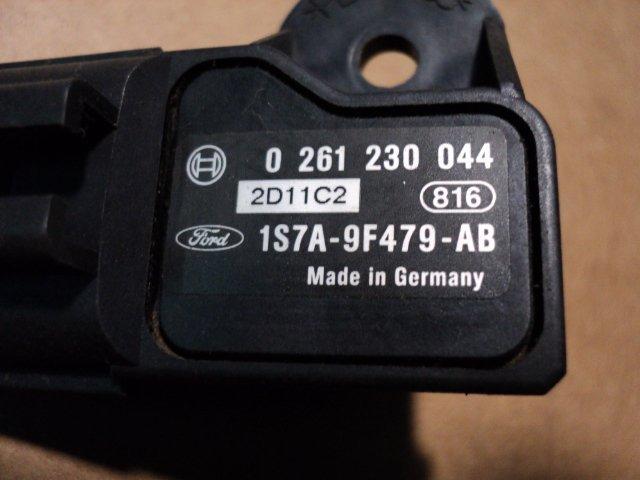 0 261 230 044
2D11C2 816
Ford 1S7A-9F479-AB
Made in Germany